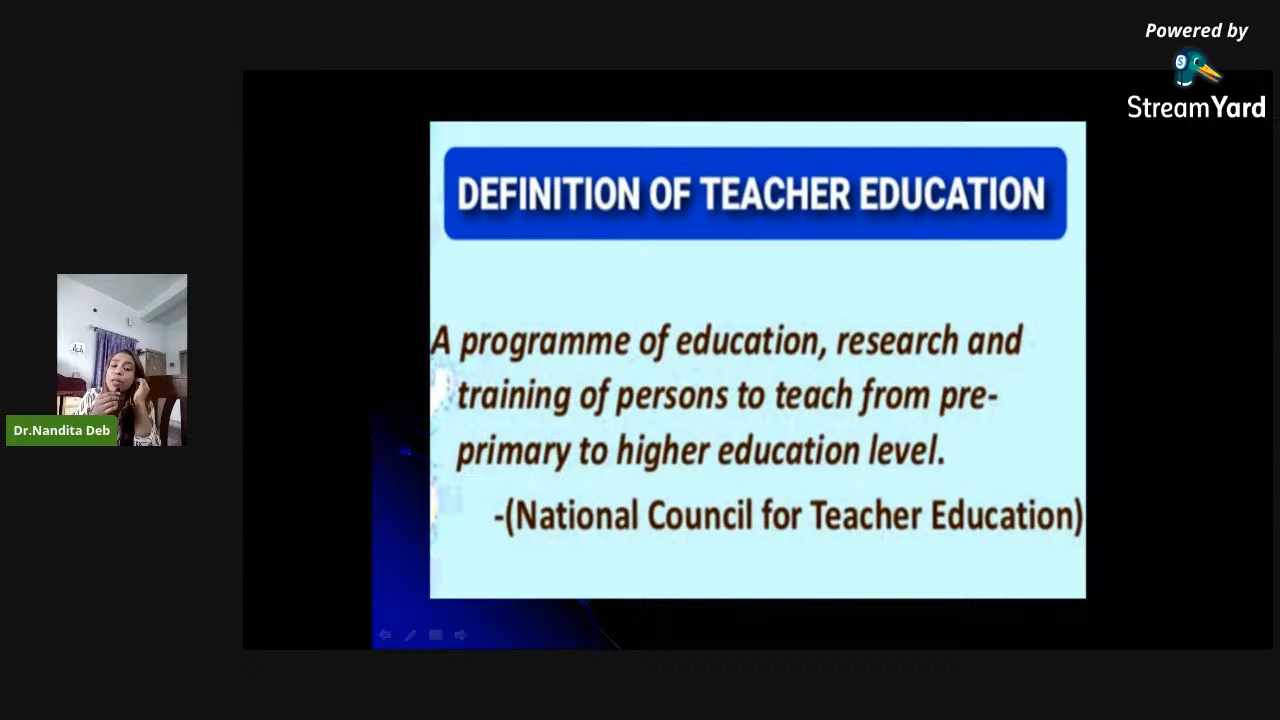 Powered by
StreamYard
DEFINITION OF TEACHER EDUCATION
A programme of education, research and
training of persons to teach from pre-
primary to higher education level.
-(National Council for Teacher Education)
Dr.Nandita Deb